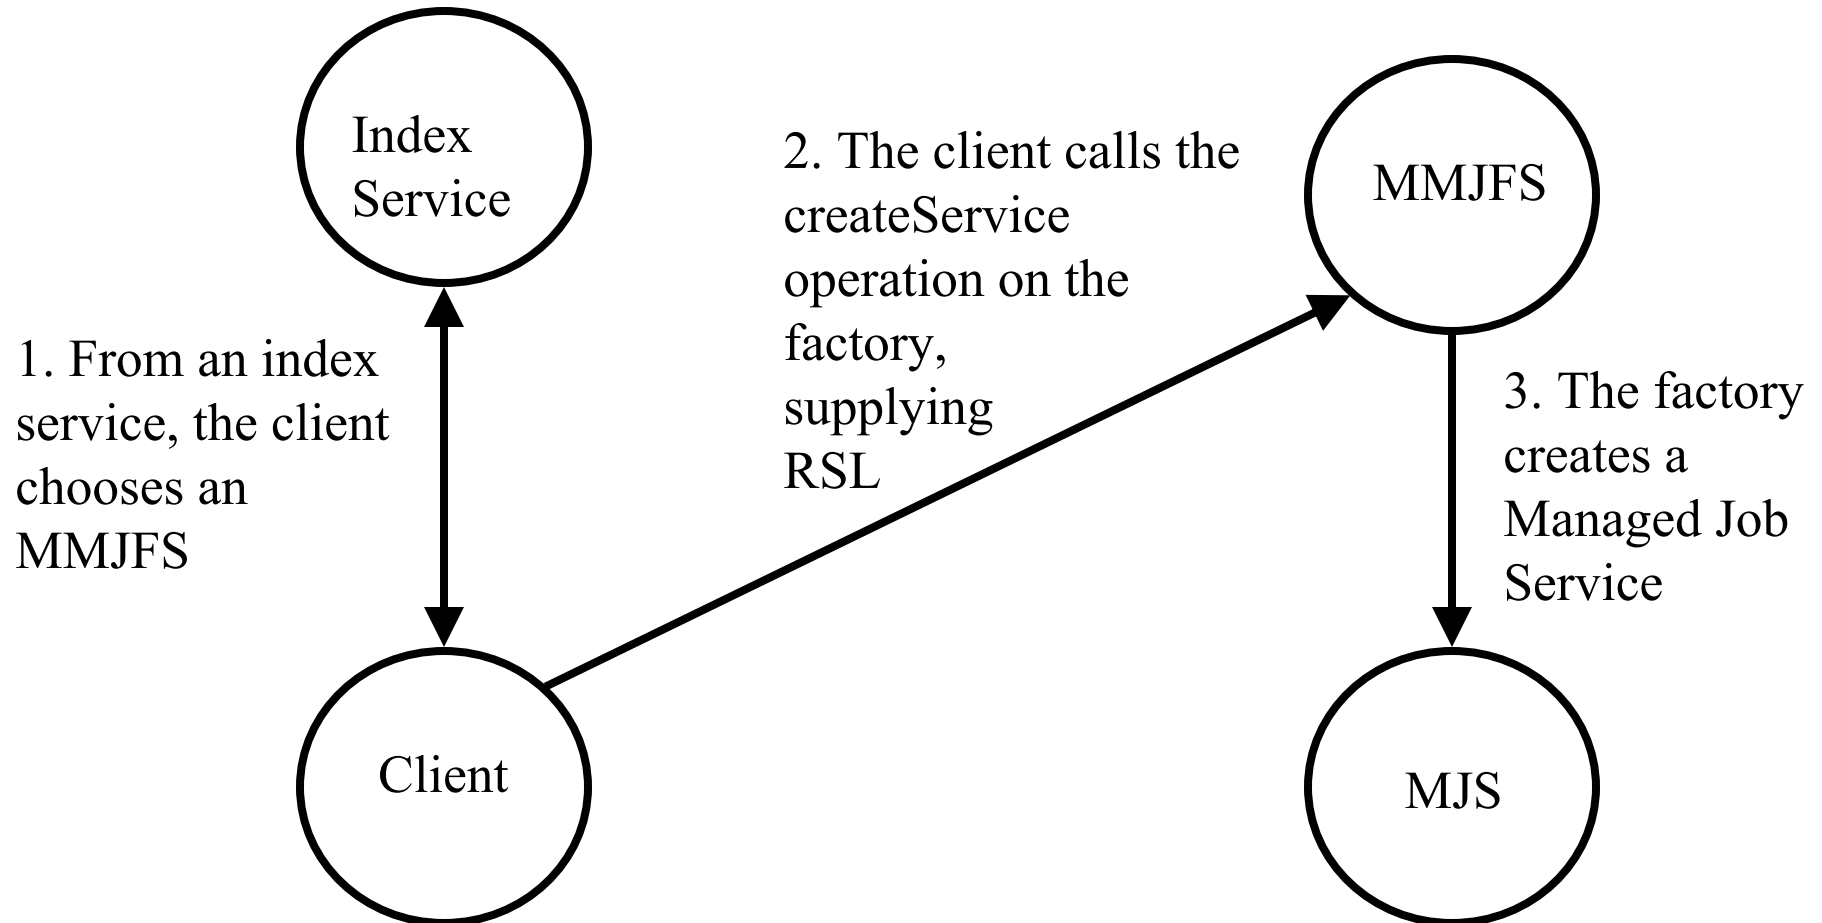 Index
Service
1. From an index
service, the client
chooses an
MMJFS
Client
2. The client calls the
createService
operation on the
factory,
supplying
RSL
MMJFS
3. The factory
creates a
Managed Job
Service
MJS